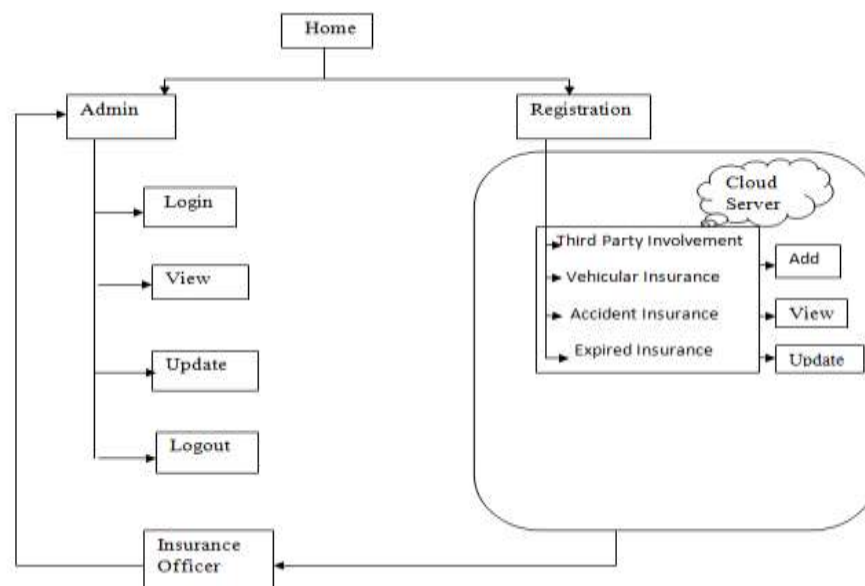 Home
Admin
Registration
Login
View
Update
Logout
Cloud
Server
Third Party Involvement
Vehicular Insurance
Accident Insurance
Expired Insurance
Add
View
Update
Insurance
Officer